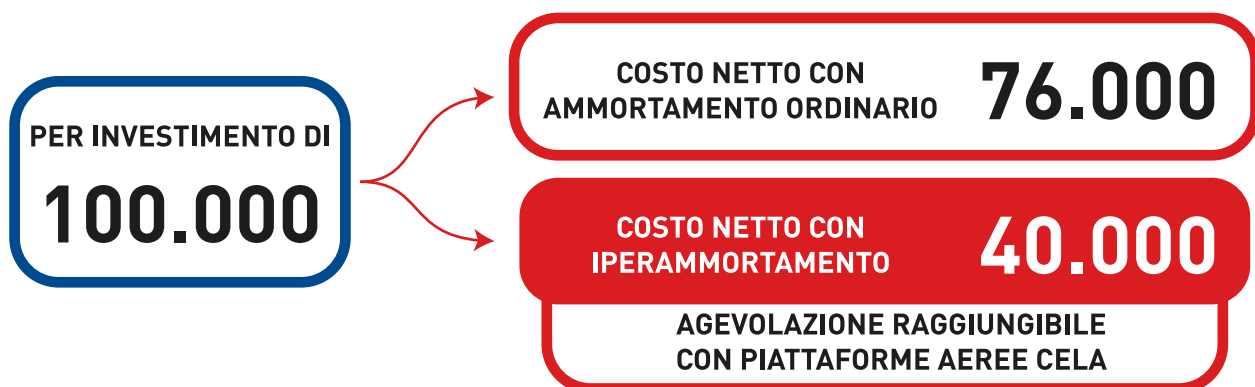 PER INVESTIMENTO DI
100.000
COSTO NETTO CON
AMMORTAMENTO ORDINARIO
76.000
COSTO NETTO CON
IPERAMMORTAMENTO
40.000
AGEVOLAZIONE RAGGIUNGIBILE
CON PIATTAFORME AEREE CELA